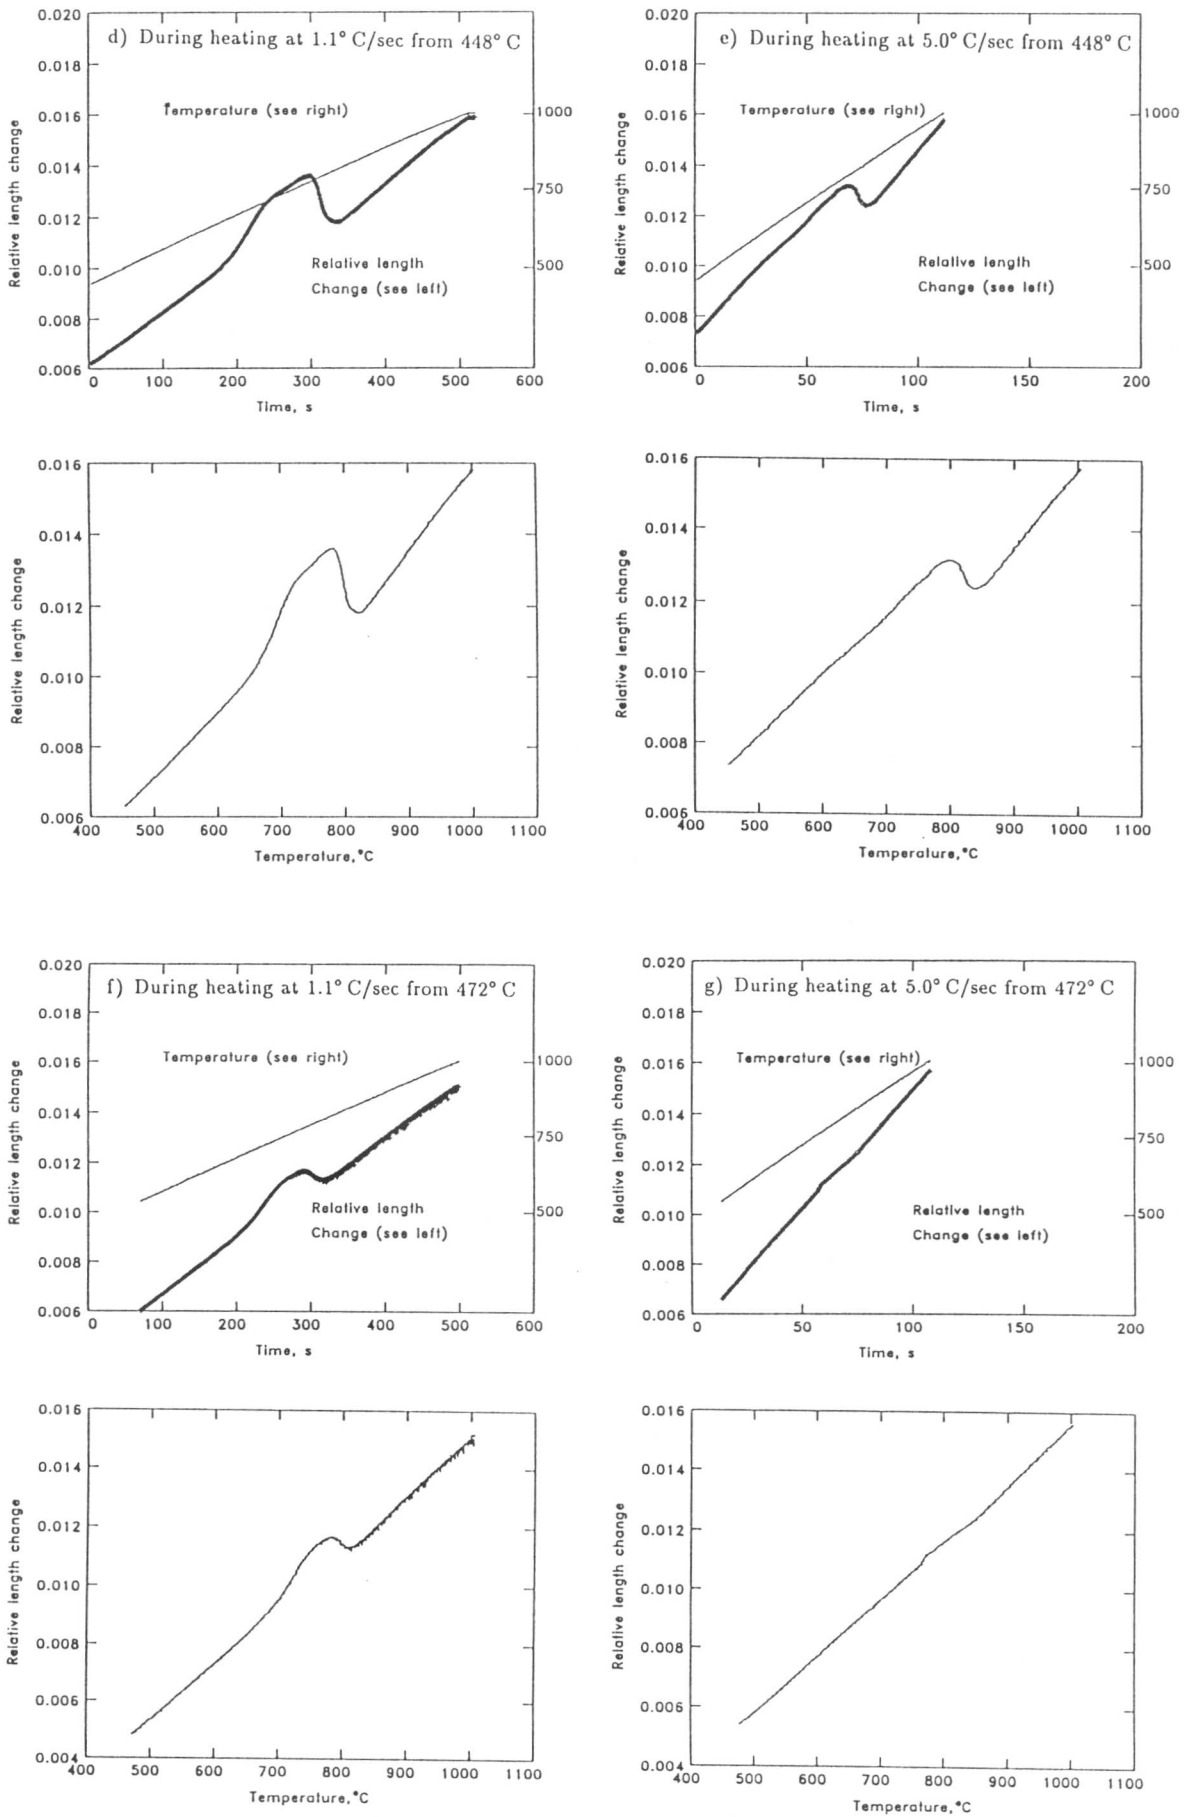 d) During heating at 1.1° C/sec from 448° C
Temperature (see right)
Relative length
Change (see left)
Relative length change
0.020
0.018
0.016
0.014
0.012
0.010
0.008
0.006
1000
750
500
0 100 200 300 400 500 600
Time, s
e) During heating at 5.0° C/sec from 448° C
Temperature (see right)
Relative length
Change (see left)
Relative length change
0.020
0.018
0.016
0.014
0.012
0.010
0.008
0.006
1000
750
500
0 50 100 150 200
Time, s
Relative length change
0.016
0.014
0.012
0.010
0.008
0.006
400 500 600 700 800 900 1000 1100
Temperature,°C
Relative length change
0.016
0.014
0.012
0.010
0.008
0.006
400 500 600 700 800 900 1000 1100
Temperature,°C
f) During heating at 1.1° C/sec from 472° C
Temperature (see right)
Relative length
Change (see left)
Relative length change
0.020
0.018
0.016
0.014
0.012
0.010
0.008
0.006
1000
750
500
0 100 200 300 400 500 600
Time, s
g) During heating at 5.0° C/sec from 472° C
Temperature (see right)
Relative length
Change (see left)
Relative length change
0.020
0.018
0.016
0.014
0.012
0.010
0.008
0.006
1000
750
500
0 50 100 150 200
Time, s
Relative length change
0.016
0.014
0.012
0.010
0.008
0.006
0.004
400 500 600 700 800 900 1000 1100
Temperature,°C
Relative length change
0.016
0.014
0.012
0.010
0.008
0.006
0.004
400 500 600 700 800 900 1000 1100
Temperature,°C